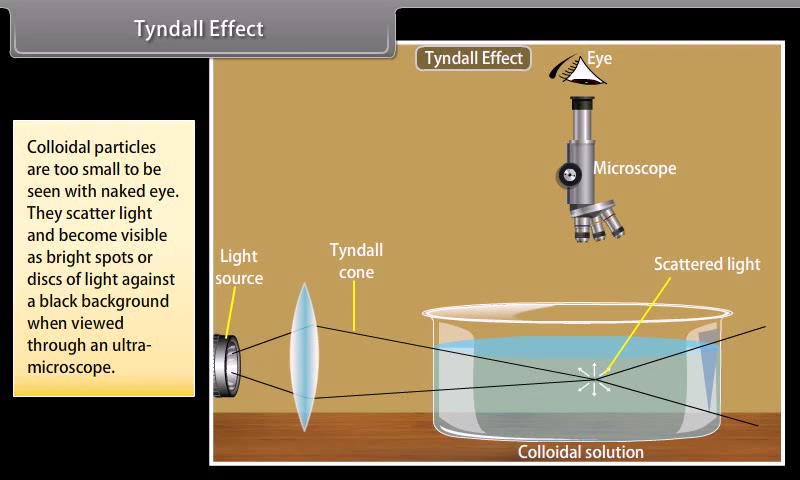 Tyndall Effect
Tyndall Effect
Eye
Colloidal particles
are too small to be
seen with naked eye.
They scatter light
and become visible
as bright spots or
discs of light against
a black background
when viewed
through an ultra-
microscope.
Microscope
Light
source
Tyndall
cone
Scattered light
Colloidal solution